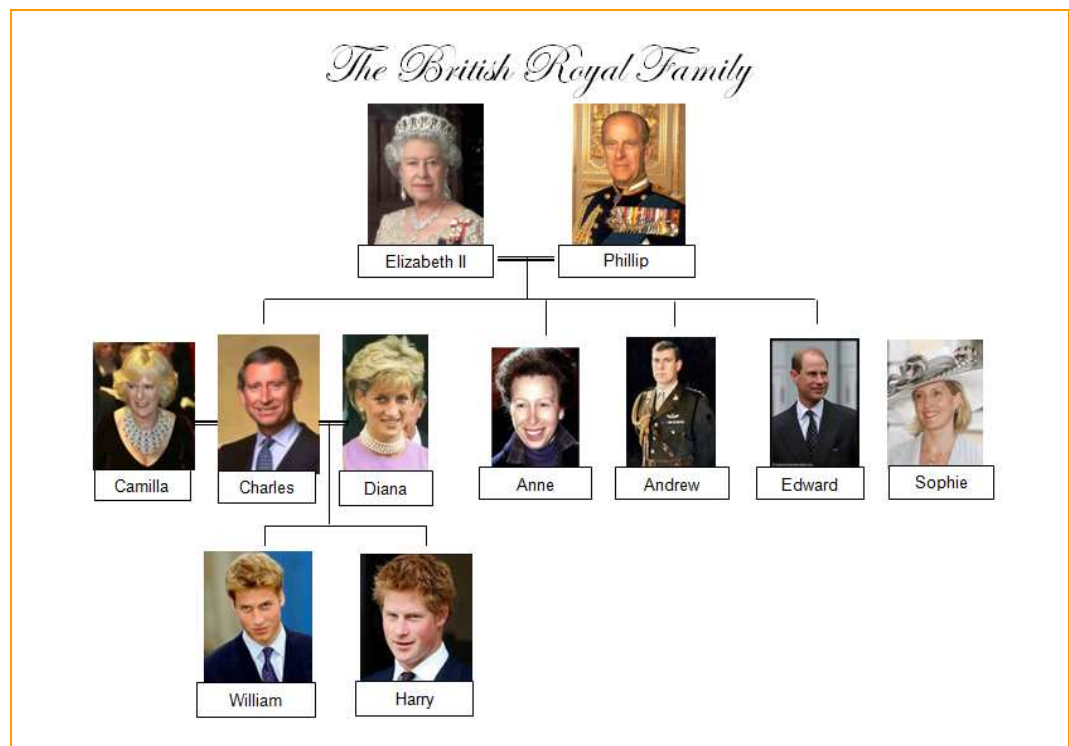 The British Royal Family
Elizabeth II
Phillip
Camilla
Charles
Diana
Anne
Andrew
Edward
Sophie
William
Harry